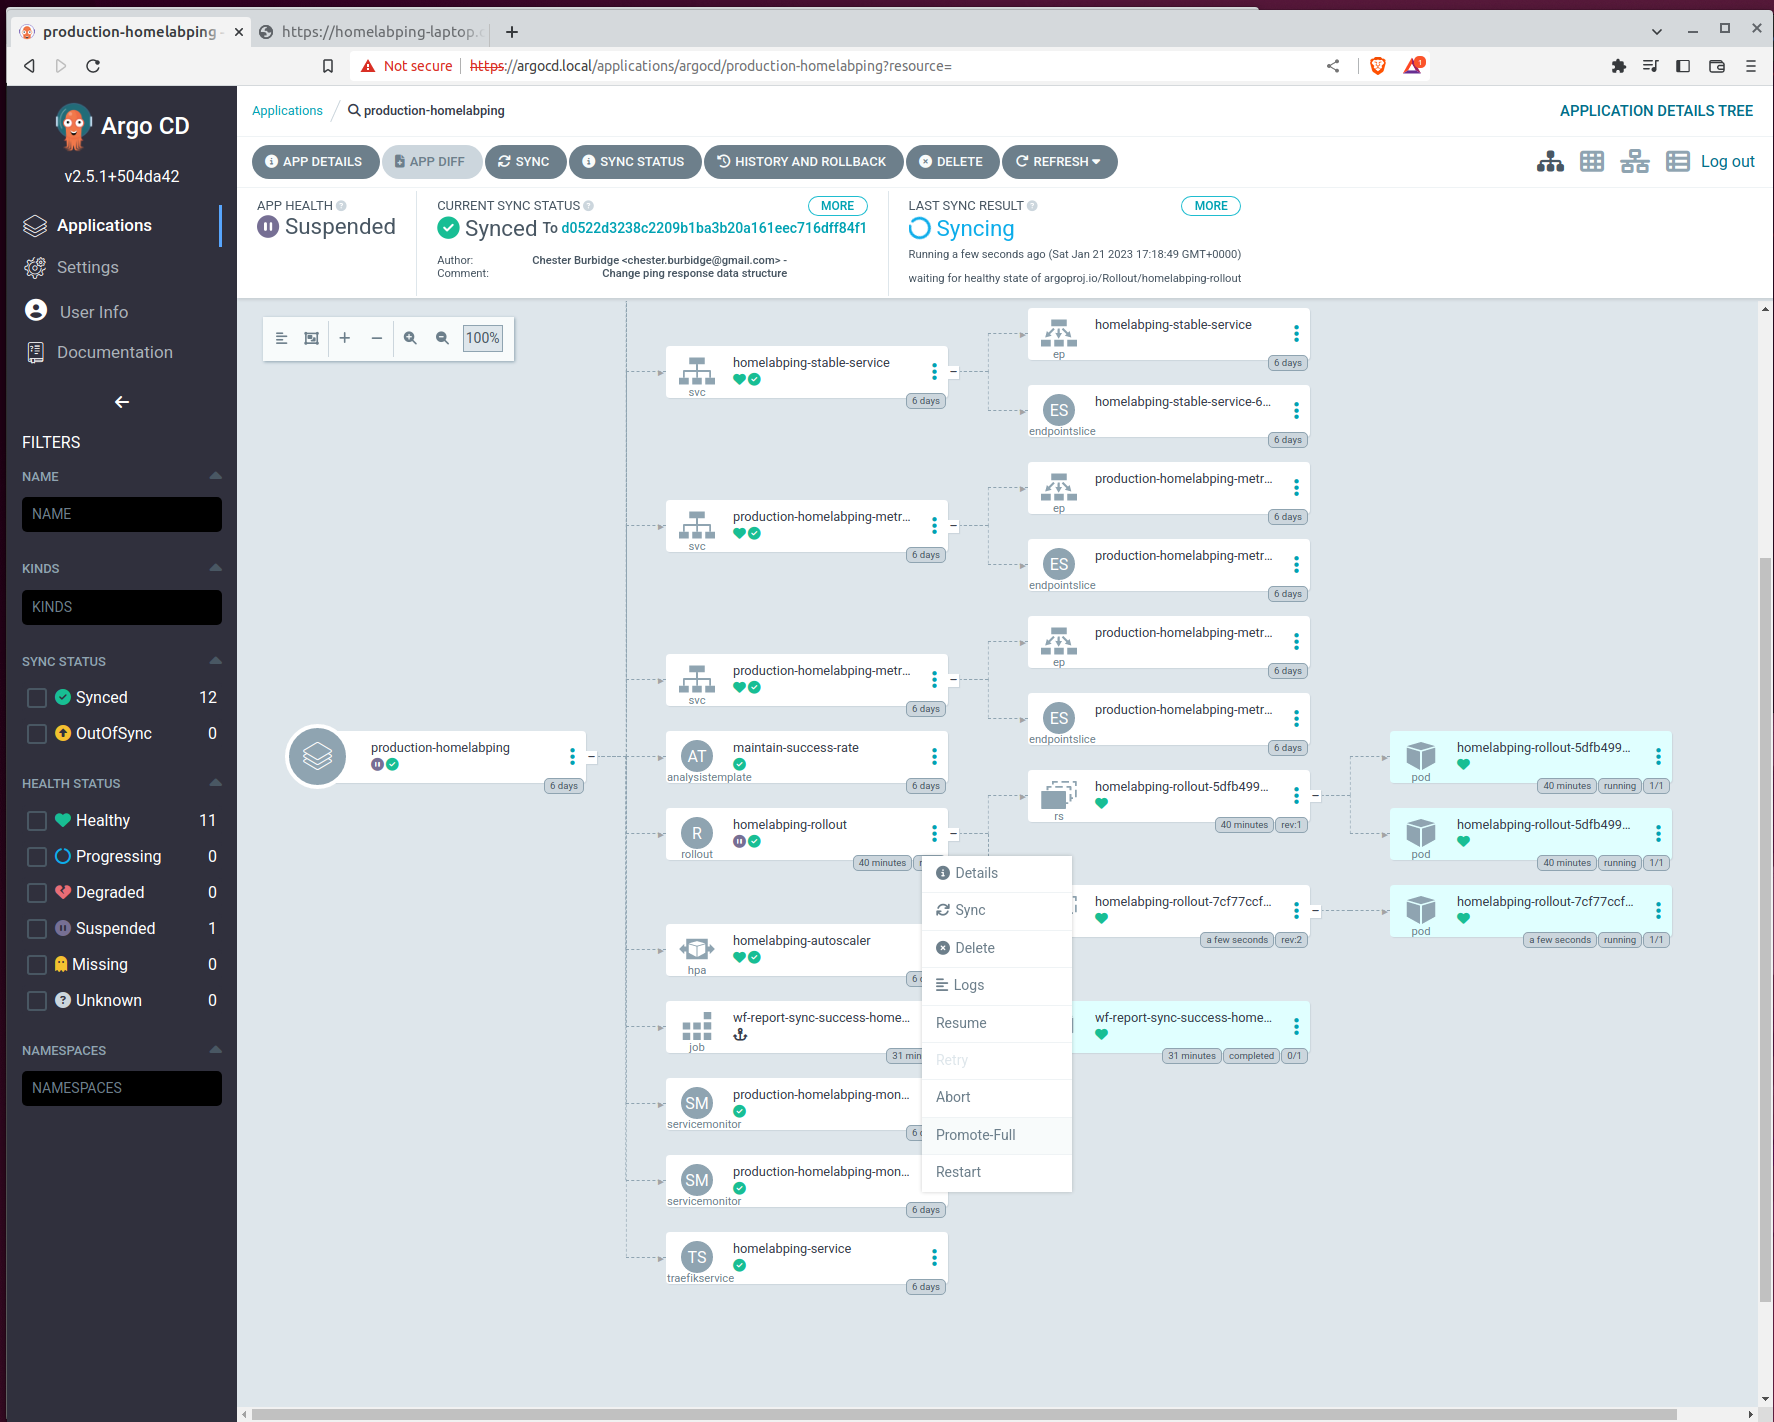 production-homelabping
https://homelabping-laptop.
Not secure
https://argocd.local/applications/argocd/production-homelabping?resource=
1
Argo CD
v2.5.1+504da42
Applications
Settings
User Info
Documentation
FILTERS
NAME
NAME
KINDS
KINDS
SYNC STATUS
Synced 12
OutOfSync 0
HEALTH STATUS
Healthy 11
Progressing 0
Degraded 0
Suspended 1
Missing 0
Unknown 0
NAMESPACES
NAMESPACES
Applications / production-homelabping
APPLICATION DETAILS TREE
APP DETAILS APP DIFF SYNC SYNC STATUS HISTORY AND ROLLBACK DELETE REFRESH
Log out
APP HEALTH
Suspended
CURRENT SYNC STATUS MORE
Synced To d0522d3238c2209b1ba3b20a161eec716dff84f1
Author: Chester Burbidge <chester.burbidge@gmail.com> -
Comment: Change ping response data structure
LAST SYNC RESULT MORE
Syncing
Running a few seconds ago (Sat Jan 21 2023 17:18:49 GMT+0000)
waiting for healthy state of argoproj.io/Rollout/homelabping-rollout
100%
production-homelabping
6 days
homelabping-stable-service
svc
6 days
production-homelabping-metr...
svc
6 days
production-homelabping-metr...
svc
6 days
AT
maintain-success-rate
analysistemplate
6 days
R
homelabping-rollout
rollout
40 minutes
homelabping-autoscaler
hpa
wf-report-sync-success-home...
job
31 min
SM
production-homelabping-mon...
servicemonitor
SM
production-homelabping-mon...
servicemonitor
6 days
TS
homelabping-service
traefikservice
6 days
Details
Sync
Delete
Logs
Resume
Retry
Abort
Promote-Full
Restart
homelabping-stable-service
ep
6 days
ES
homelabping-stable-service-6...
endpointslice
6 days
production-homelabping-metr...
ep
6 days
ES
production-homelabping-metr...
endpointslice
6 days
production-homelabping-metr...
ep
6 days
ES
production-homelabping-metr...
endpointslice
6 days
homelabping-rollout-5dfb499...
rs
40 minutes rev:1
homelabping-rollout-7cf77ccf...
a few seconds rev:2
wf-report-sync-success-home...
31 minutes completed 0/1
homelabping-rollout-5dfb499...
pod
40 minutes running 1/1
homelabping-rollout-5dfb499...
pod
40 minutes running 1/1
homelabping-rollout-7cf77ccf...
pod
a few seconds running 1/1